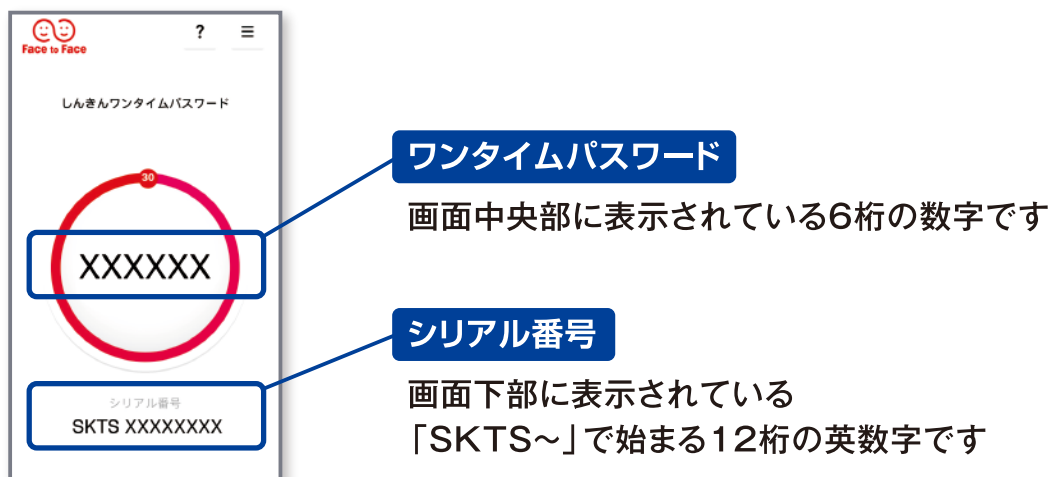 Face to Face
?
しんきんワンタイムパスワード
30
XXXXXX
シリアル番号
SKTS XXXXXXXX
ワンタイムパスワード
画面中央部に表示されている6桁の数字です
シリアル番号
画面下部に表示されている
「SKTS～」で始まる12桁の英数字です